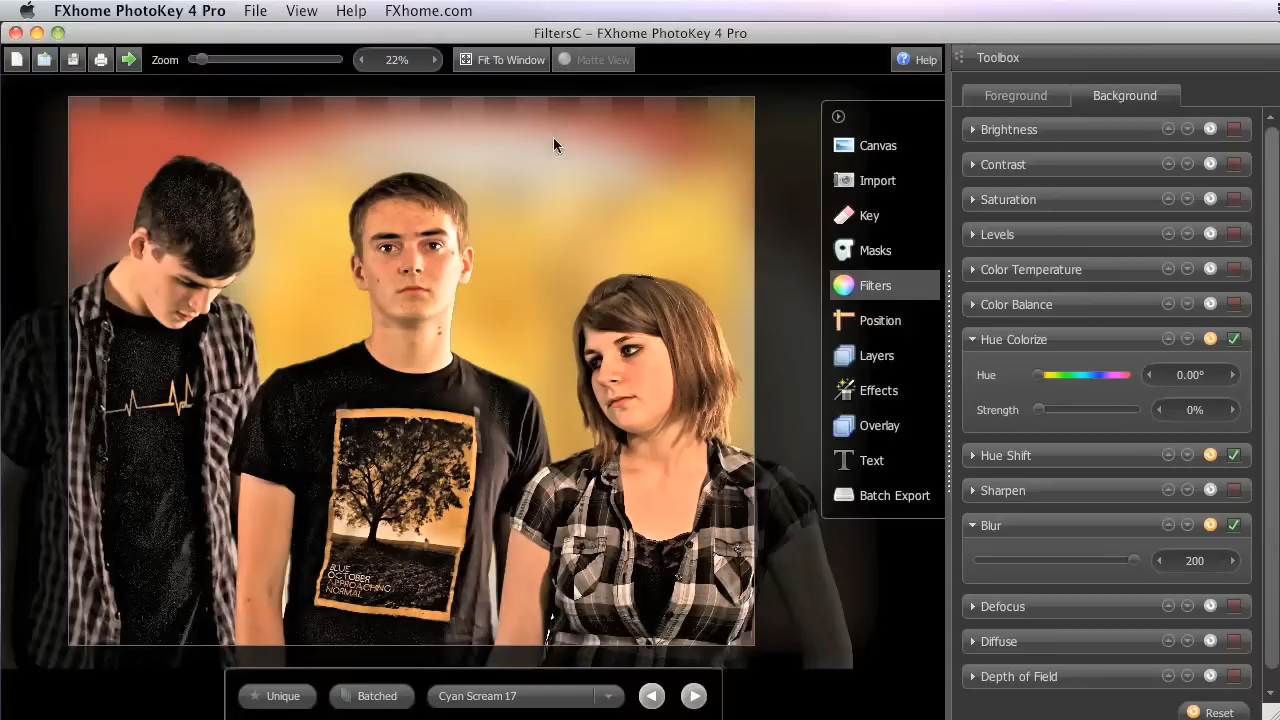 FXhome PhotoKey 4 Pro File View Help FXhome.com
FiltersC – FXhome PhotoKey 4 Pro
Zoom 22% Fit To Window Matte View ? Help
Toolbox
Foreground Background
Canvas
Import
Key
Masks
Filters
Position
Layers
Effects
Overlay
Text
Batch Export
Brightness
Contrast
Saturation
Levels
Color Temperature
Color Balance
Hue Colorize
Hue 0.00°
Strength 0%
Hue Shift
Sharpen
Blur
200
Defocus
Diffuse
Depth of Field
Reset
BLUE
OCTOBER
APPROACHING
NORMAL
Unique Batched Cyan Scream 17